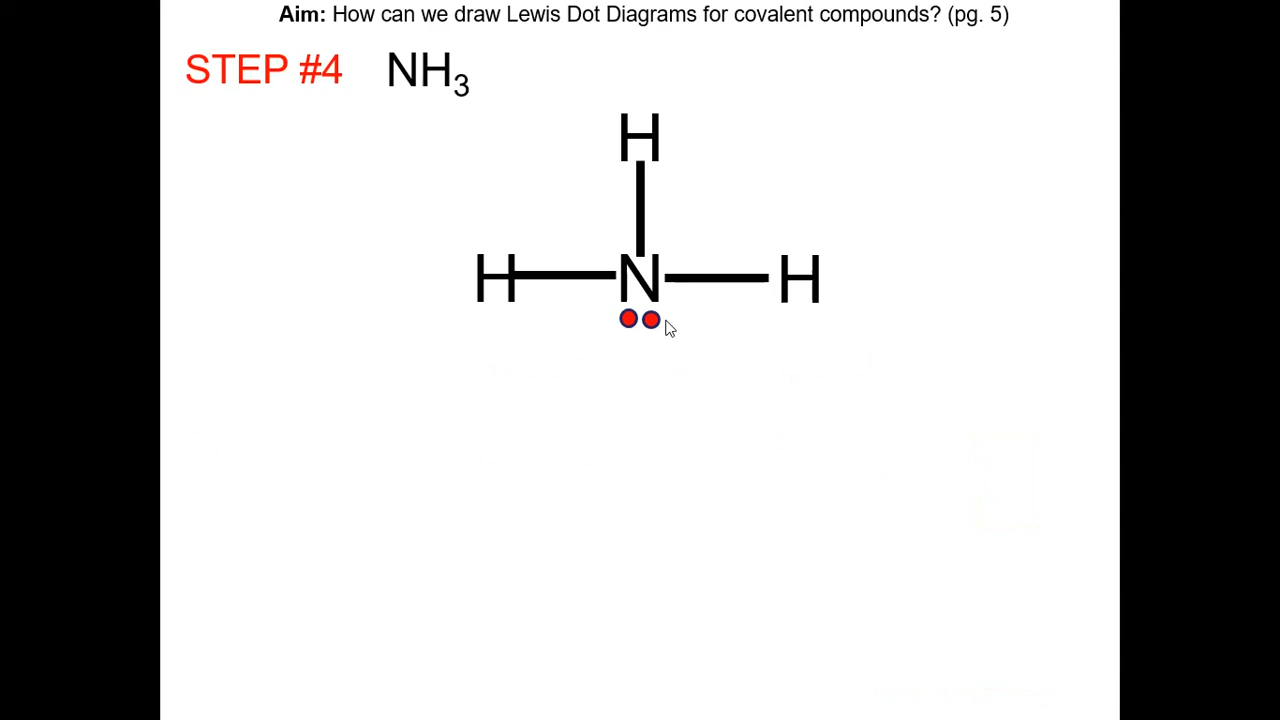 Aim: How can we draw Lewis Dot Diagrams for covalent compounds? (pg. 5)
STEP #4 NH₃
H
H N H